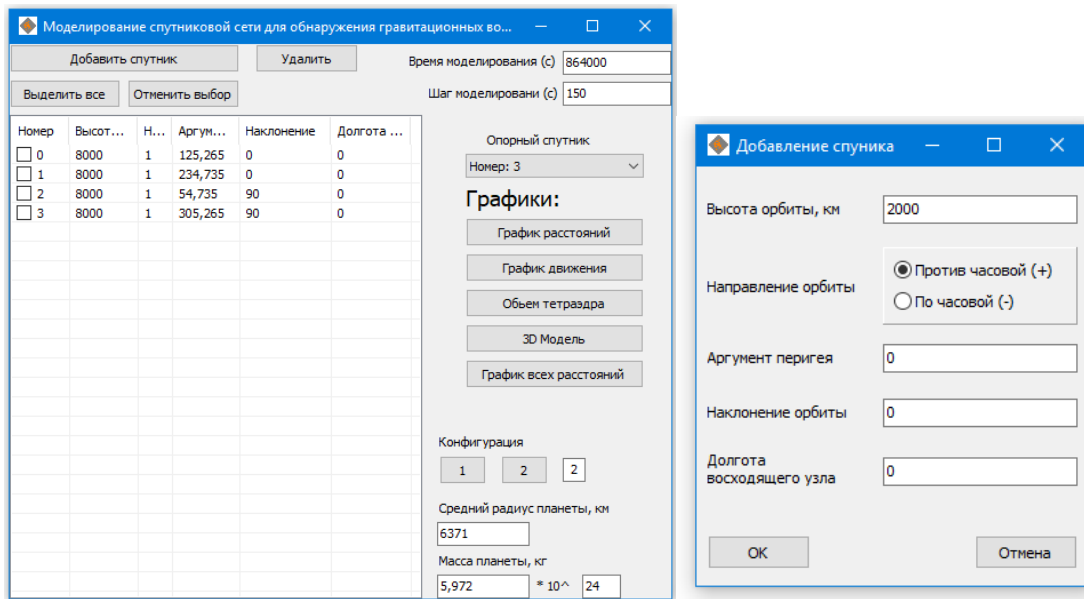 Моделирование спутниковой сети для обнаружения гравитационных во...
Добавить спутник Удалить Время моделирования (с) 864000
Выделить все Отменить выбор Шаг моделировани (с) 150
Номер Высот... Н... Аргум... Наклонение Долгота ...
0 8000 1 125,265 0 0
1 8000 1 234,735 0 0
2 8000 1 54,735 90 0
3 8000 1 305,265 90 0
Опорный спутник
Номер: 3
Графики:
График расстояний
График движения
Обьем тетраэдра
3D Модель
График всех расстояний
Конфигурация
1 2 2
Средний радиус планеты, км
6371
Масса планеты, кг
5,972 * 10^ 24
Добавление спуника
Высота орбиты, км 2000
Направление орбиты
Против часовой (+)
По часовой (-)
Аргумент перигея 0
Наклонение орбиты 0
Долгота
восходящего узла 0
OK Отмена